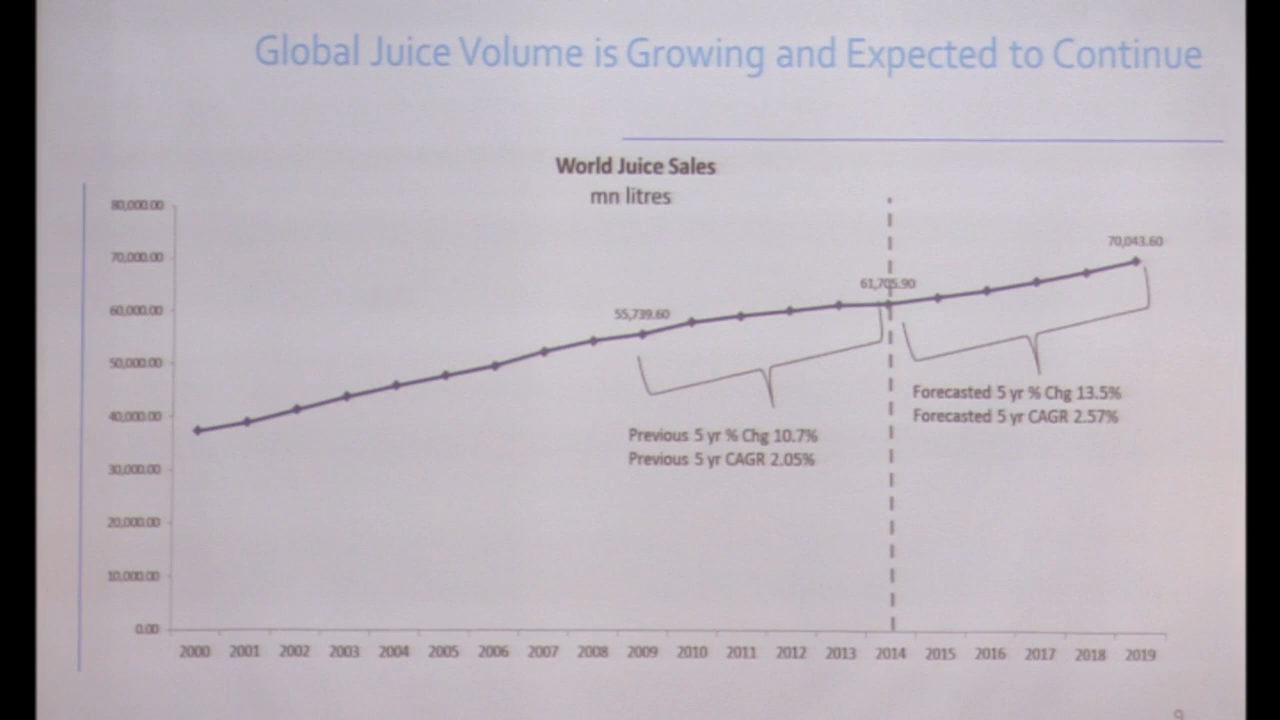 Global Juice Volume is Growing and Expected to Continue
World Juice Sales
mn litres
80,000.00
70,000.00
60,000.00
50,000.00
40,000.00
30,000.00
20,000.00
10,000.00
0.00
55,739.60
61,705.90
70,043.60
Previous 5 yr % Chg 10.7%
Previous 5 yr CAGR 2.05%
Forecasted 5 yr % Chg 13.5%
Forecasted 5 yr CAGR 2.57%
2000 2001 2002 2003 2004 2005 2006 2007 2008 2009 2010 2011 2012 2013 2014 2015 2016 2017 2018 2019